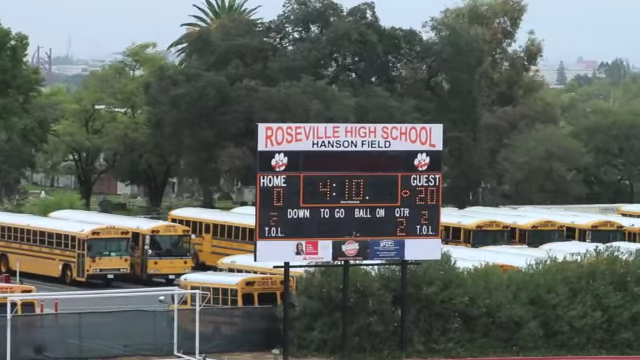 ROSEVILLE HIGH SCHOOL
HANSON FIELD
HOME GUEST
0 4:10. 20
DOWN TO GO BALL ON QTR
2 2 2
T.O.L. T.O.L.